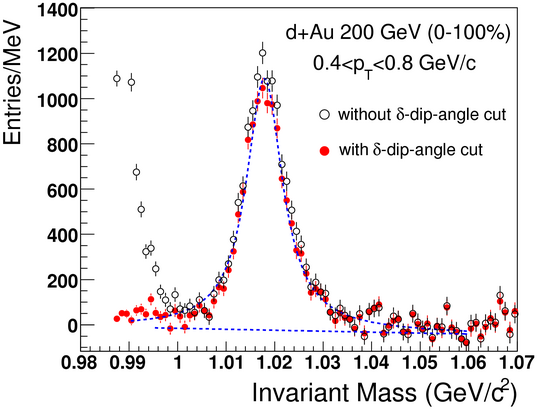 1400
1200
1000
800
600
400
200
0
Entries/MeV
d+Au 200 GeV (0-100%)
0.4<pT<0.8 GeV/c
without δ-dip-angle cut
with δ-dip-angle cut
0.98 0.99 1 1.01 1.02 1.03 1.04 1.05 1.06 1.07
Invariant Mass (GeV/c²)